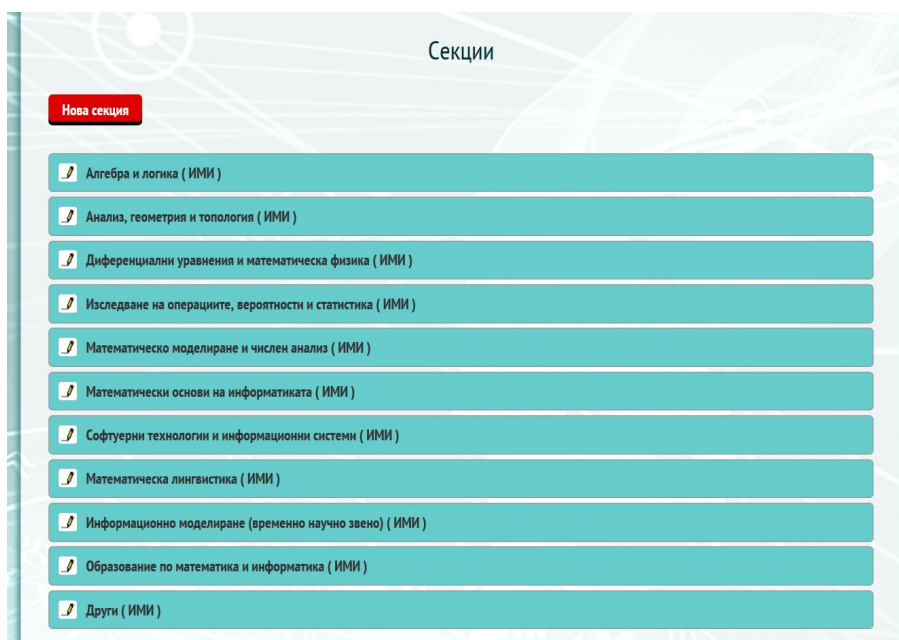 Секции
Нова секция
Алгебра и логика ( ИМИ )
Анализ, геометрия и топология ( ИМИ )
Диференциални уравнения и математическа физика ( ИМИ )
Изследване на операциите, вероятности и статистика ( ИМИ )
Математическо моделиране и числен анализ ( ИМИ )
Математически основи на информатиката ( ИМИ )
Софтуерни технологии и информационни системи ( ИМИ )
Математическа лингвистика ( ИМИ )
Информационно моделиране (временно научно звено) ( ИМИ )
Образование по математика и информатика ( ИМИ )
Други ( ИМИ )